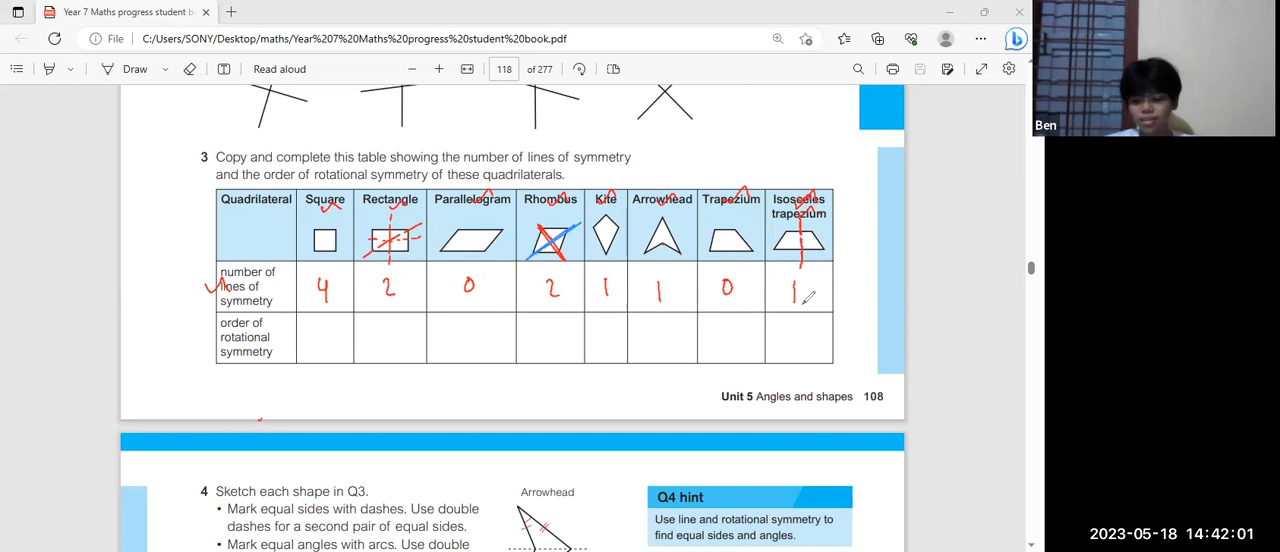 Year 7 Maths progress student b
File
C:/Users/SONY/Desktop/maths/Year%207%20Maths%20progress%20student%20book.pdf
Draw
Read aloud
118 of 277
Ben
3 Copy and complete this table showing the number of lines of symmetry
and the order of rotational symmetry of these quadrilaterals.
Quadrilateral Square Rectangle Parallelogram Rhombus Kite Arrowhead Trapezium Isosceles
trapezium
number of
lines of
symmetry
4 2 0 2 1 1 0 1
order of
rotational
symmetry
Unit 5 Angles and shapes 108
4 Sketch each shape in Q3.
• Mark equal sides with dashes. Use double
dashes for a second pair of equal sides.
• Mark equal angles with arcs. Use double
Arrowhead
Q4 hint
Use line and rotational symmetry to
find equal sides and angles.
2023-05-18 14:42:01